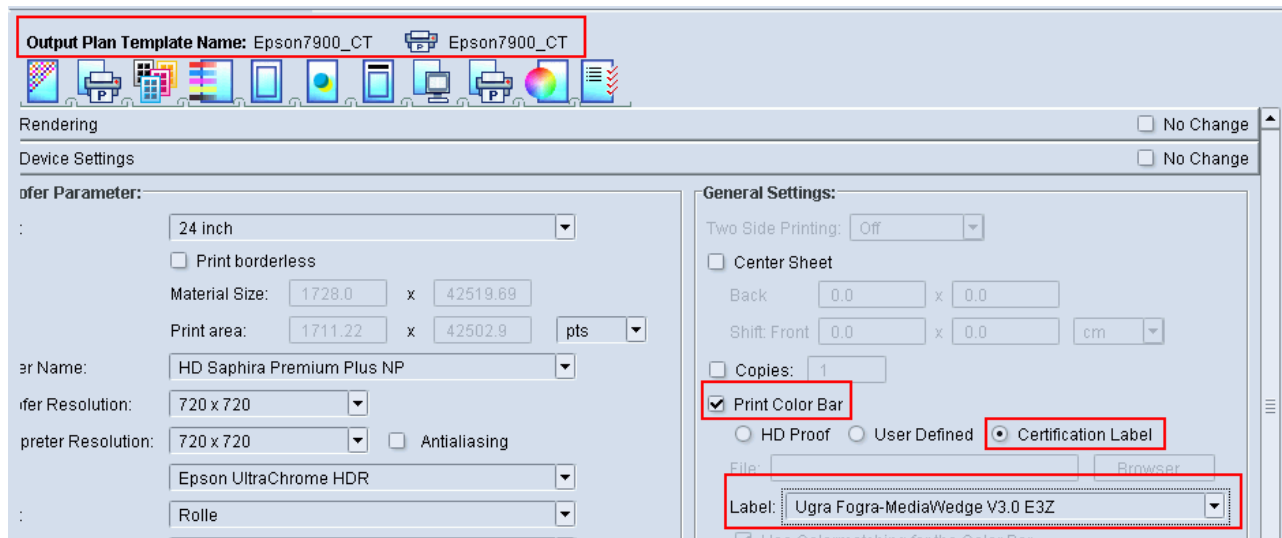 Output Plan Template Name: Epson7900_CT Epson7900_CT
Rendering No Change
Device Settings No Change
ofer Parameter:
: 24 inch
Print borderless
Material Size: 1728.0 x 42519.69
Print area: 1711.22 x 42502.9 pts
er Name: HD Saphira Premium Plus NP
ofer Resolution: 720 x 720
preter Resolution: 720 x 720 Antialiasing
Epson UltraChrome HDR
: Rolle
General Settings:
Two Side Printing: Off
Center Sheet
Back 0.0 x 0.0
Shift: Front 0.0 x 0.0 cm
Copies: 1
Print Color Bar
HD Proof User Defined Certification Label
File: Browser
Label: Ugra Fogra-MediaWedge V3.0 E3Z